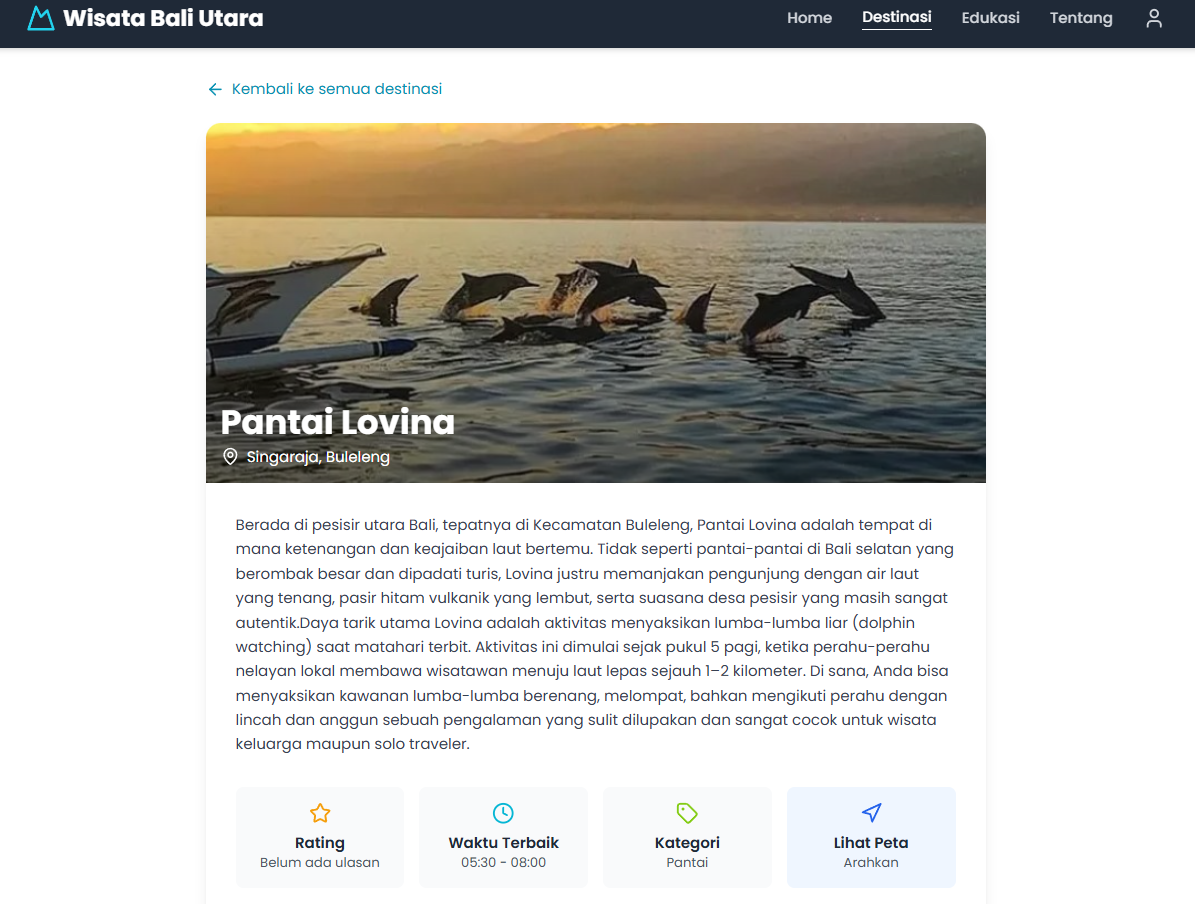 Wisata Bali Utara
Home
Destinasi
Edukasi
Tentang
Kembali ke semua destinasi
Pantai Lovina
Singaraja, Buleleng
Berada di pesisir utara Bali, tepatnya di Kecamatan Buleleng, Pantai Lovina adalah tempat di
mana ketenangan dan keajaiban laut bertemu. Tidak seperti pantai-pantai di Bali selatan yang
berombak besar dan dipadati turis, Lovina justru memanjakan pengunjung dengan air laut
yang tenang, pasir hitam vulkanik yang lembut, serta suasana desa pesisir yang masih sangat
autentik.Daya tarik utama Lovina adalah aktivitas menyaksikan lumba-lumba liar (dolphin
watching) saat matahari terbit. Aktivitas ini dimulai sejak pukul 5 pagi, ketika perahu-perahu
nelayan lokal membawa wisatawan menuju laut lepas sejauh 1–2 kilometer. Di sana, Anda bisa
menyaksikan kawanan lumba-lumba berenang, melompat, bahkan mengikuti perahu dengan
lincah dan anggun sebuah pengalaman yang sulit dilupakan dan sangat cocok untuk wisata
keluarga maupun solo traveler.
Rating
Belum ada ulasan
Waktu Terbaik
05:30 - 08:00
Kategori
Pantai
Lihat Peta
Arahkan